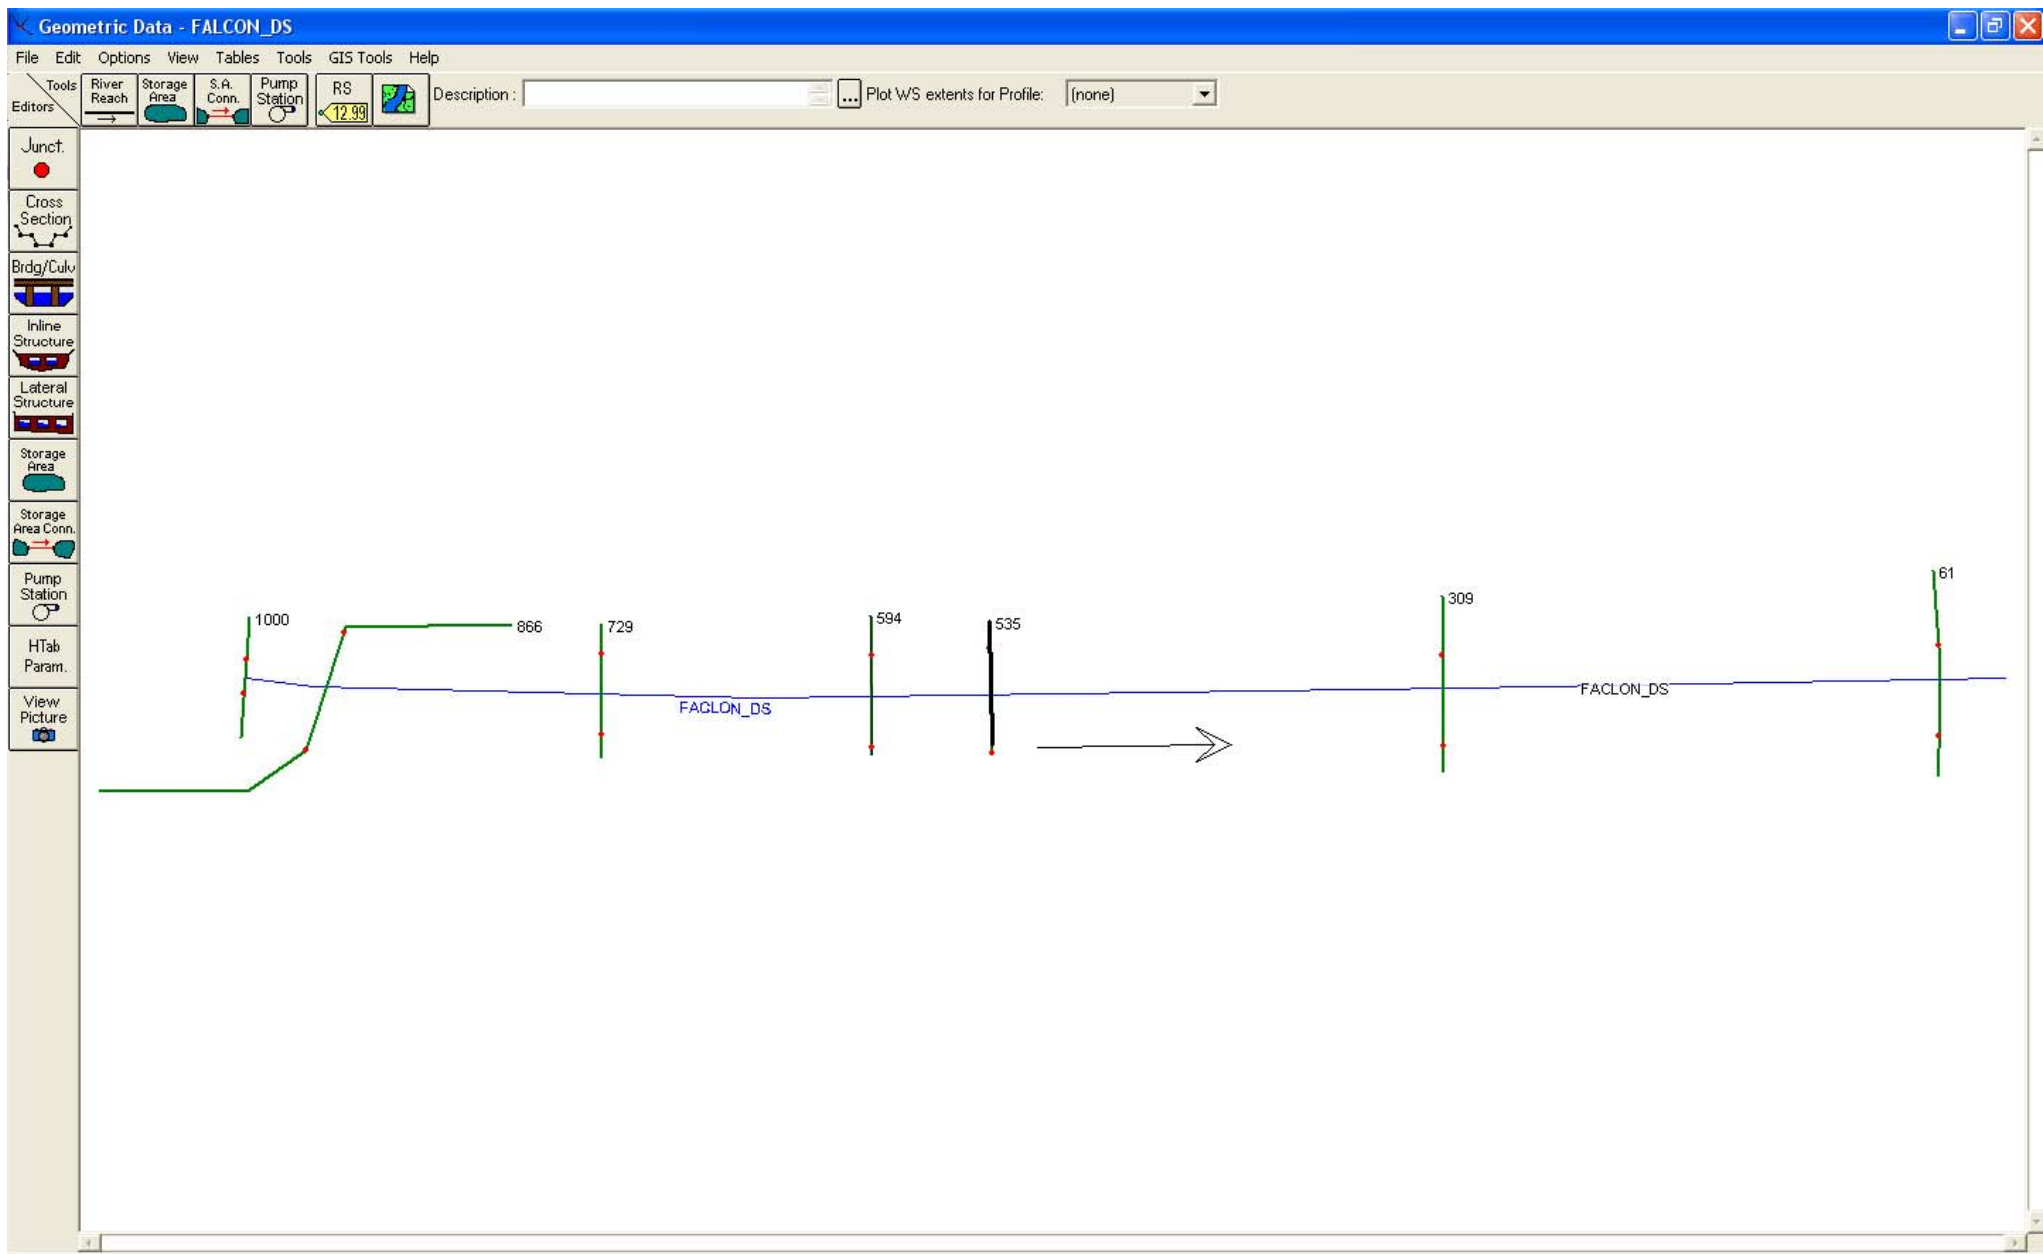 Geometric Data - FALCON_DS
File Edit Options View Tables Tools GIS Tools Help
Tools
Editors
River
Reach
Storage
Area
S.A.
Conn.
Pump
Station
RS
12.99
Description :
... Plot WS extents for Profile:
(none)
Junct.
Cross
Section
Brdg/Culv
Inline
Structure
Lateral
Structure
Storage
Area
Storage
Area Conn.
Pump
Station
HTab
Param.
View
Picture
1000
866
729
594
535
309
61
FACLON_DS
FACLON_DS